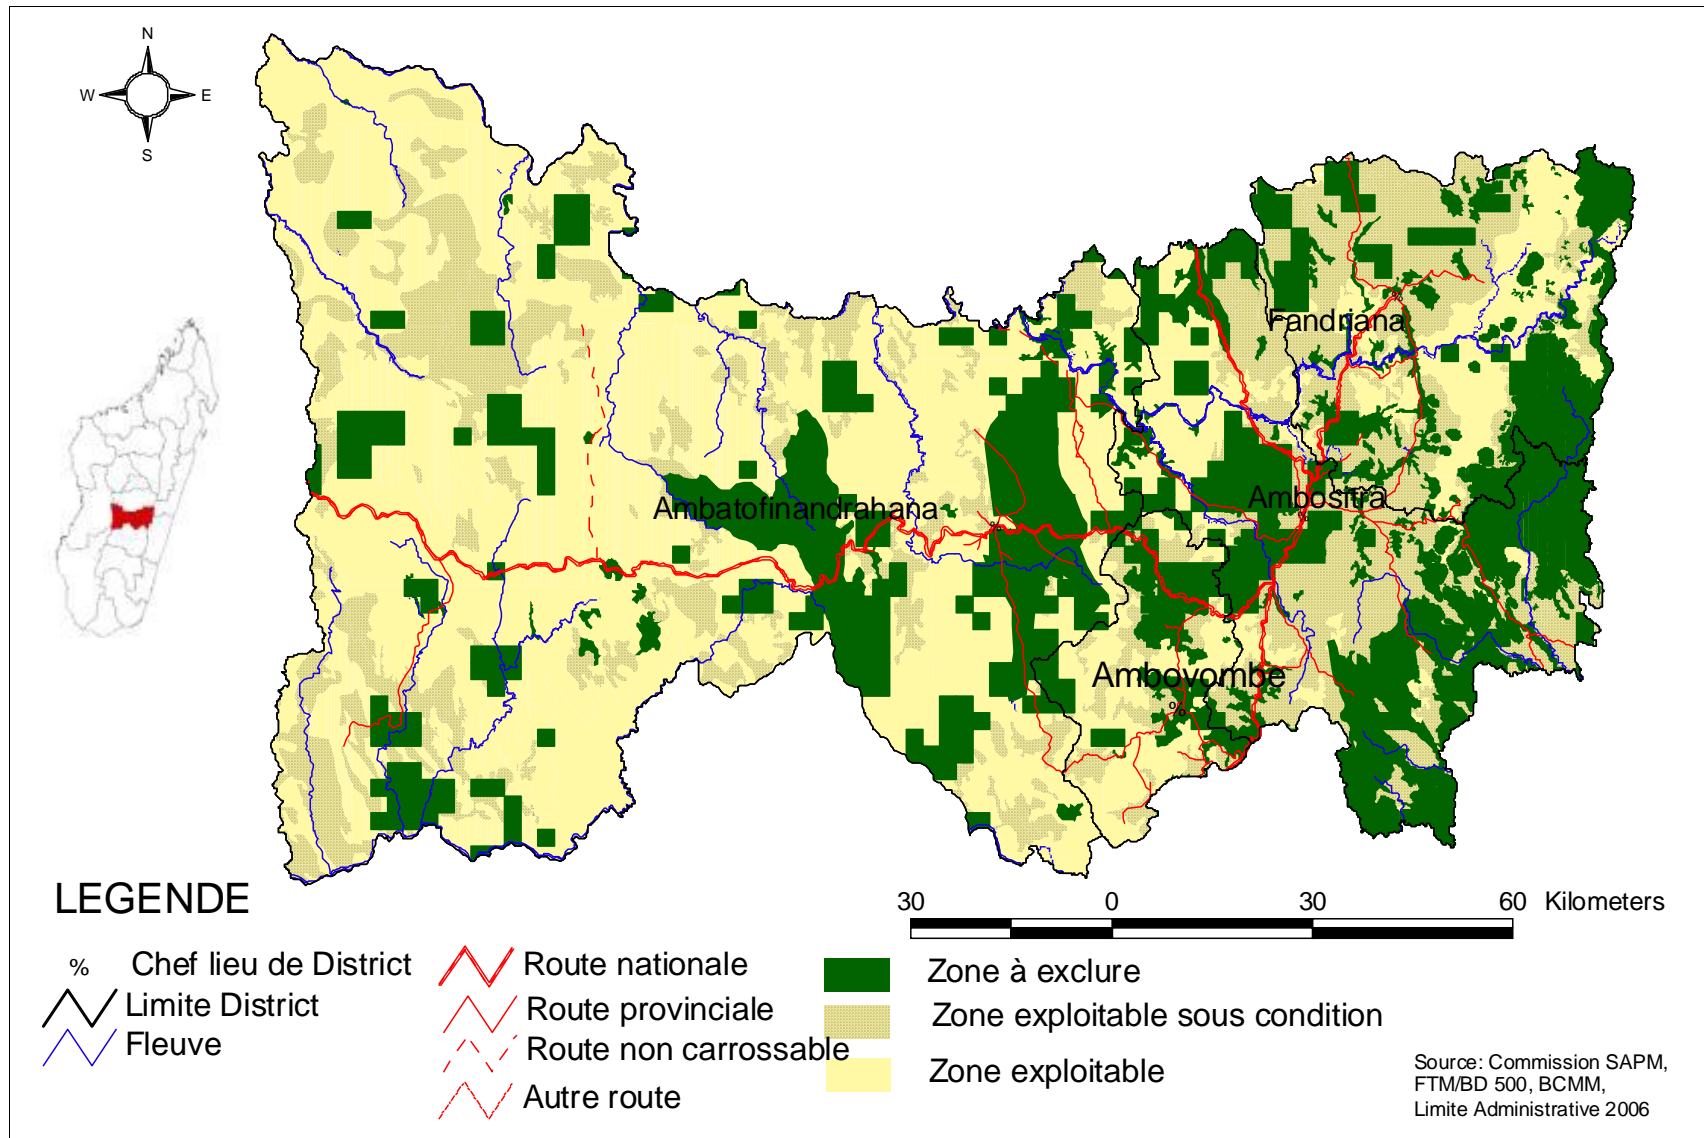 N
W E
S
Fandriana
Ambositra
Ambatofinandrahana
Ambovombe
%
%
LEGENDE
% Chef lieu de District
Limite District
Fleuve
Route nationale
Route provinciale
Route non carrossable
Autre route
30 0 30 60 Kilometers
Zone à exclure
Zone exploitable sous condition
Zone exploitable
Source: Commission SAPM,
FTM/BD 500, BCMM,
Limite Administrative 2006